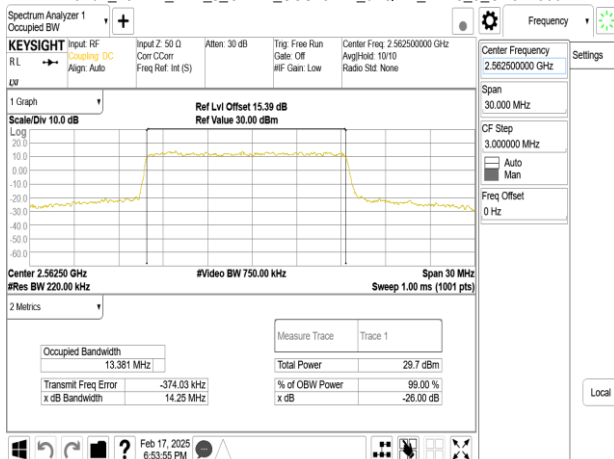 Spectrum Analyzer 1
Occupied BW
Frequency
KEYSIGHT
Input: RF
Coupling: DC
Align: Auto
Input Z: 50 Ω
Corr CCorr
Freq Ref: Int (S)
Atten: 30 dB
Trig: Free Run
Gate: Off
#IF Gain: Low
Center Freq: 2.562500000 GHz
Avg|Hold: 10/10
Radio Std: None
RL
LXI
Center Frequency
2.562500000 GHz
Settings
Span
30.000 MHz
CF Step
3.000000 MHz
Auto
Man
Freq Offset
0 Hz
Local
1 Graph
Scale/Div 10.0 dB
Ref Lvl Offset 15.39 dB
Ref Value 30.00 dBm
Log
20.0
10.0
0.00
-10.0
-20.0
-30.0
-40.0
-50.0
-60.0
Center 2.56250 GHz
#Video BW 750.00 kHz
Span 30 MHz
#Res BW 220.00 kHz
Sweep 1.00 ms (1001 pts)
2 Metrics
Measure Trace
Trace 1
Occupied Bandwidth
13.381 MHz
Total Power
29.7 dBm
Transmit Freq Error
-374.03 kHz
% of OBW Power
99.00 %
x dB Bandwidth
14.25 MHz
x dB
-26.00 dB
?
Feb 17, 2025
6:53:55 PM